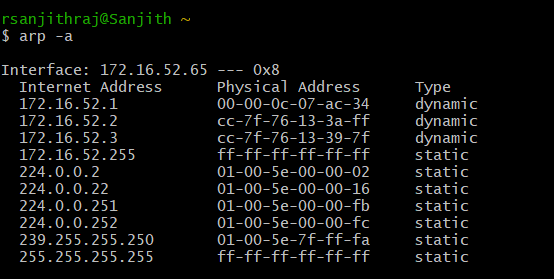 rsanjithraj@Sanjith ~
$ arp -a
Interface: 172.16.52.65 --- 0x8
Internet Address Physical Address Type
172.16.52.1 00-00-0c-07-ac-34 dynamic
172.16.52.2 cc-7f-76-13-3a-ff dynamic
172.16.52.3 cc-7f-76-13-39-7f dynamic
172.16.52.255 ff-ff-ff-ff-ff-ff static
224.0.0.2 01-00-5e-00-00-02 static
224.0.0.22 01-00-5e-00-00-16 static
224.0.0.251 01-00-5e-00-00-fb static
224.0.0.252 01-00-5e-00-00-fc static
239.255.255.250 01-00-5e-7f-ff-fa static
255.255.255.255 ff-ff-ff-ff-ff-ff static